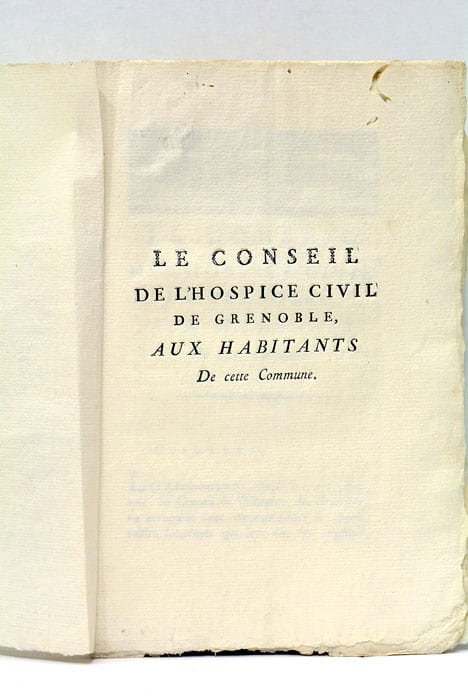 LE CONSEIL
DE L'HOSPICE CIVIL
DE GRENOBLE,
AUX HABITANTS
De cette Commune.